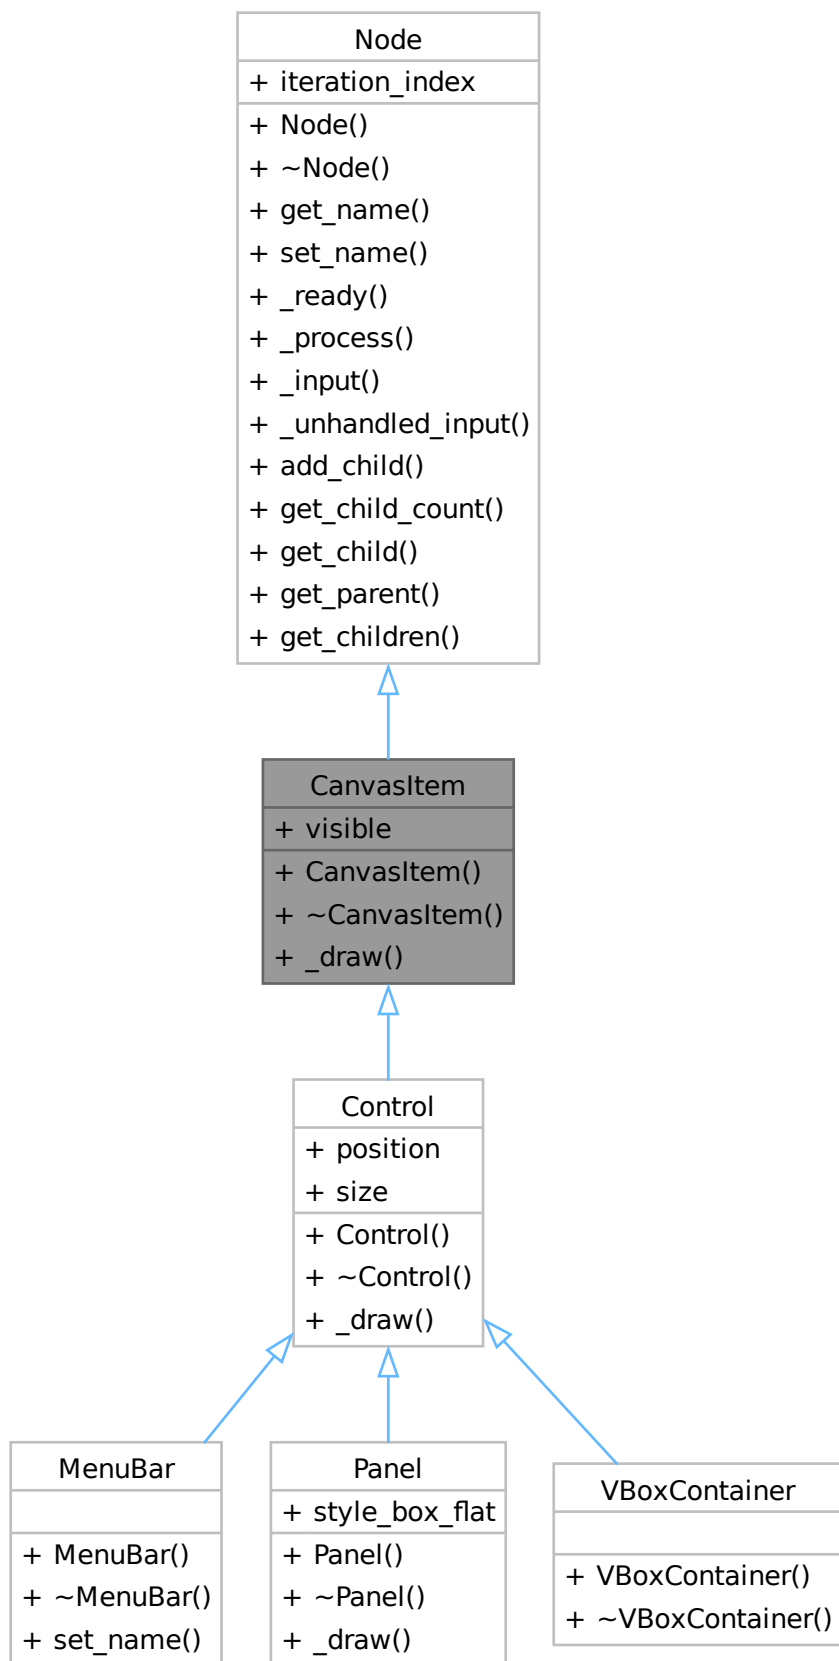 Node
+ iteration_index
+ Node()
+ ~Node()
+ get_name()
+ set_name()
+ _ready()
+ _process()
+ _input()
+ _unhandled_input()
+ add_child()
+ get_child_count()
+ get_child()
+ get_parent()
+ get_children()
CanvasItem
+ visible
+ CanvasItem()
+ ~CanvasItem()
+ _draw()
Control
+ position
+ size
+ Control()
+ ~Control()
+ _draw()
MenuBar
+ MenuBar()
+ ~MenuBar()
+ set_name()
Panel
+ style_box_flat
+ Panel()
+ ~Panel()
+ _draw()
VBoxContainer
+ VBoxContainer()
+ ~VBoxContainer()